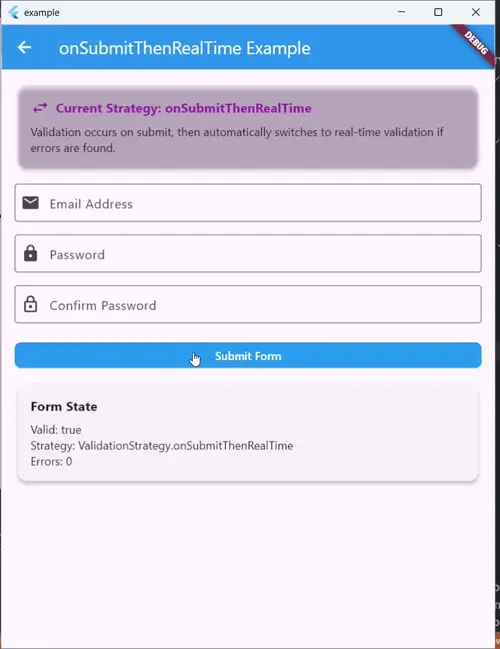 example
onSubmitThenRealTime Example
DEBUG
Current Strategy: onSubmitThenRealTime
Validation occurs on submit, then automatically switches to real-time validation if
errors are found.
Email Address
Password
Confirm Password
Submit Form
Form State
Valid: true
Strategy: ValidationStrategy.onSubmitThenRealTime
Errors: 0